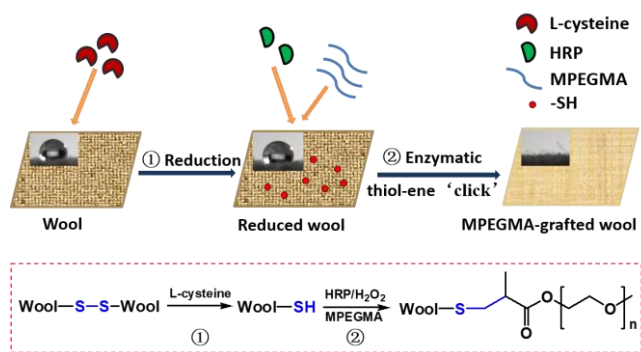 L-cysteine
HRP
MPEGMA
-SH
① Reduction
② Enzymatic
thiol-ene ‘click’
Wool
Reduced wool
MPEGMA-grafted wool
Wool—S—S—Wool
L-cysteine
①
Wool—SH
HRP/H₂O₂
MPEGMA
②
Wool
S
O
O
O
n